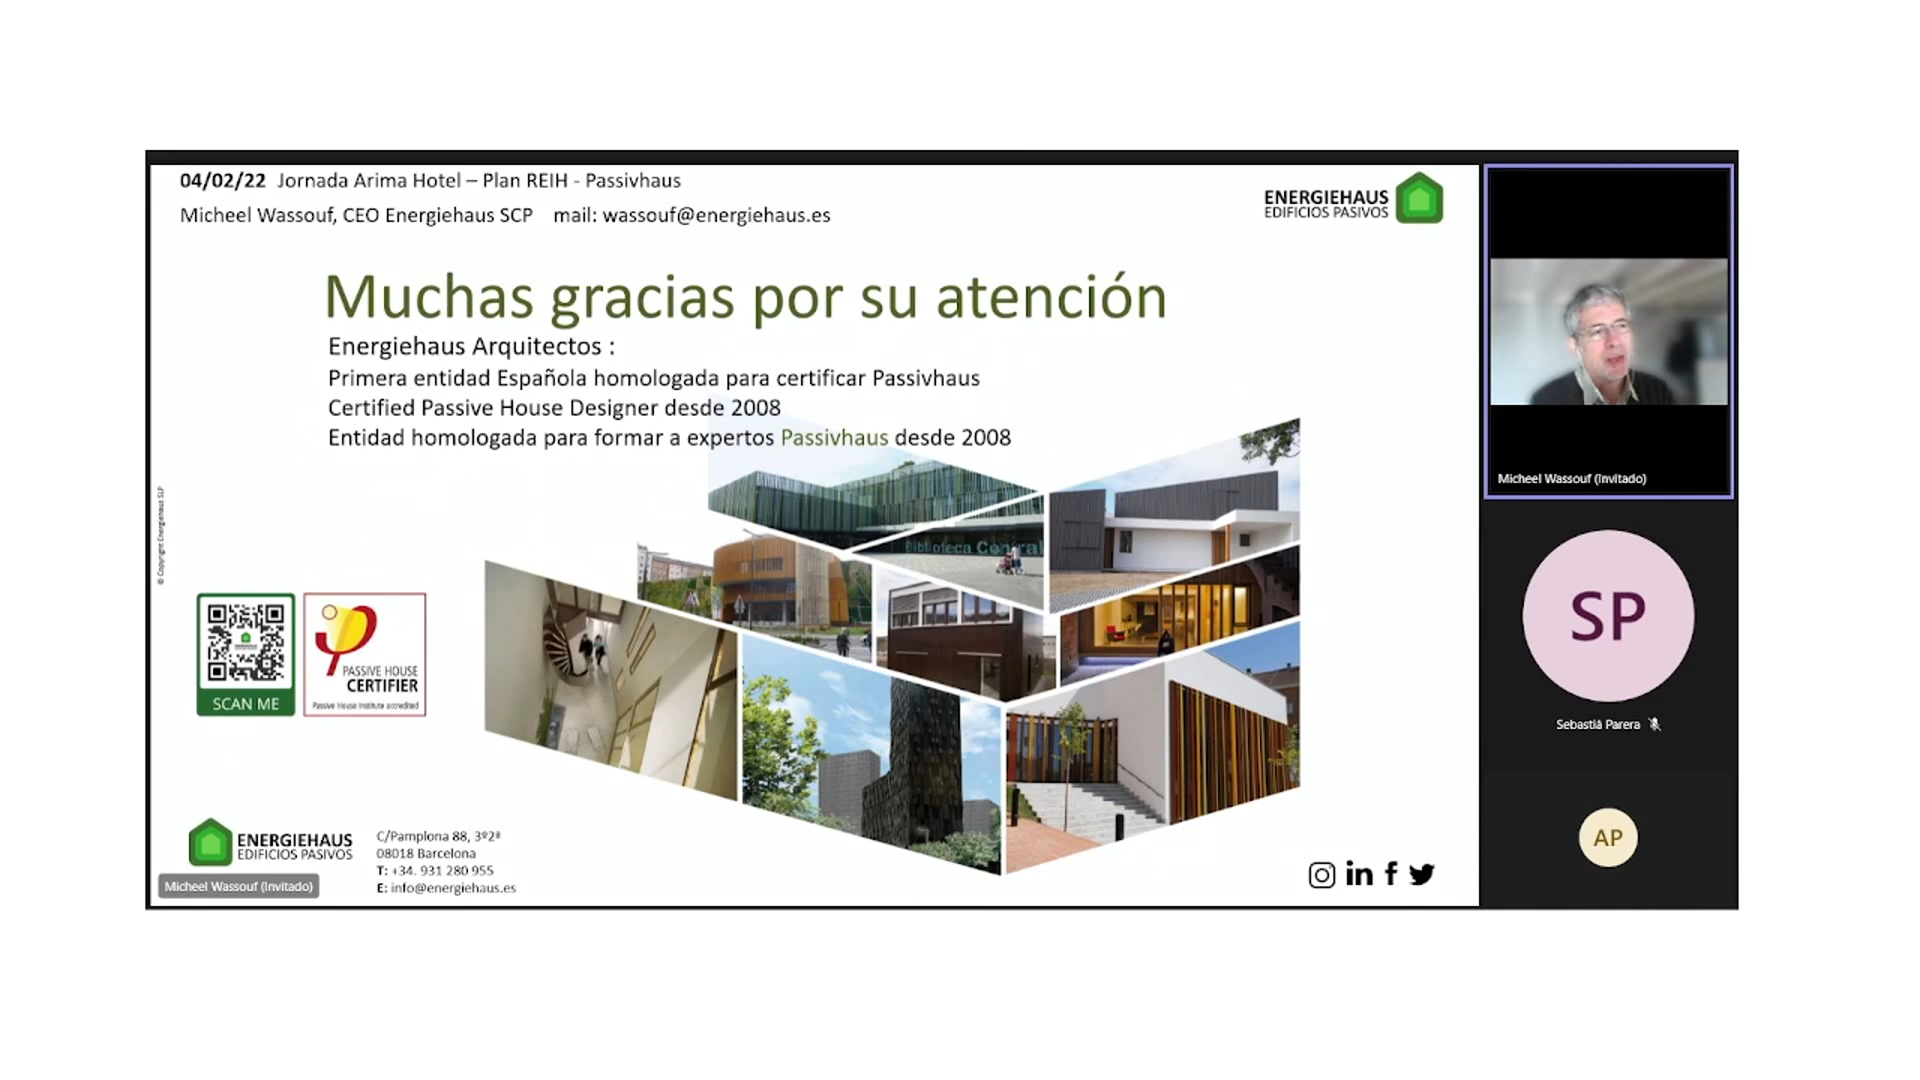 04/02/22 Jornada Arima Hotel – Plan REIH - Passivhaus
Micheel Wassouf, CEO Energiehaus SCP mail: wassouf@energiehaus.es
ENERGIEHAUS
EDIFICIOS PASIVOS
Muchas gracias por su atención
Energiehaus Arquitectos :
Primera entidad Española homologada para certificar Passivhaus
Certified Passive House Designer desde 2008
Entidad homologada para formar a expertos Passivhaus desde 2008
Biblioteca Central
© Copyright Energiehaus SLP
SCAN ME
PASSIVE HOUSE
CERTIFIER
Passive House Institute accredited
ENERGIEHAUS
EDIFICIOS PASIVOS
C/Pamplona 88, 3º2ª
08018 Barcelona
T: +34. 931 280 955
E: info@energiehaus.es
Micheel Wassouf (Invitado)
Micheel Wassouf (Invitado)
SP
Sebastià Parera
AP